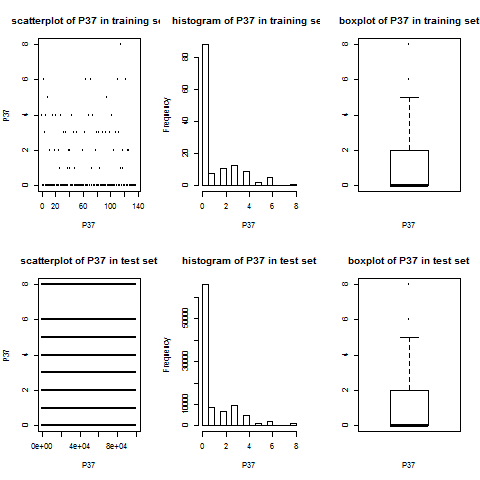 scatterplot of P37 in training se
histogram of P37 in training se
boxplot of P37 in training set
P37
0 2 4 6 8
0 20 60 100 140
P37
Frequency
0 20 40 60 80
0 2 4 6 8
P37
0 2 4 6 8
P37
scatterplot of P37 in test set
histogram of P37 in test set
boxplot of P37 in test set
P37
0 2 4 6 8
0e+00 4e+04 8e+04
P37
Frequency
10000 30000 50000
0 2 4 6 8
P37
0 2 4 6 8
P37